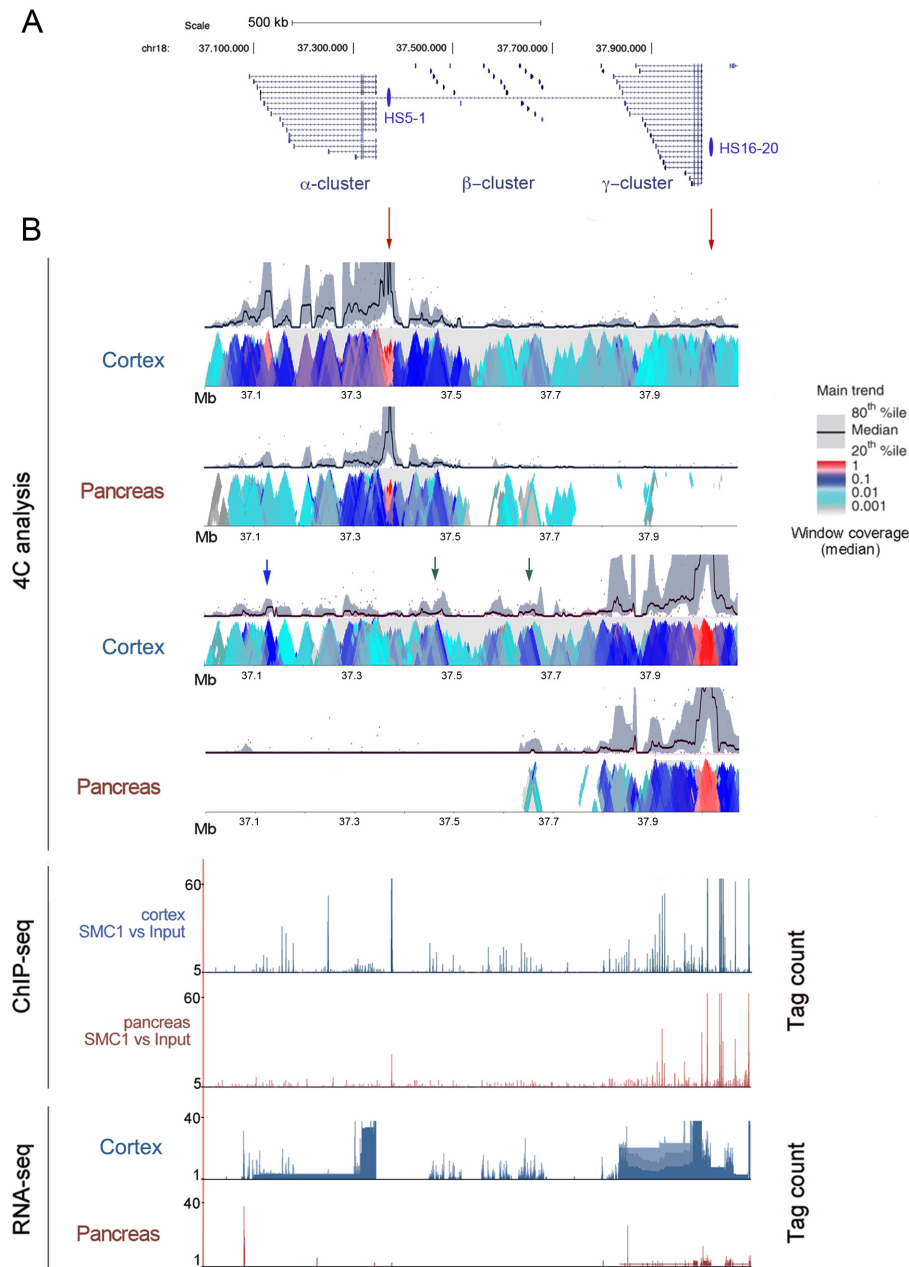 A
Scale
500 kb
chr18:
37.100.000
37.300.000
37.500.000
37.700.000
37.900.000
HS5-1
HS16-20
α-cluster
β-cluster
γ-cluster
B
4C analysis
Cortex
Mb
37.1
37.3
37.5
37.7
37.9
Pancreas
Mb
37.1
37.3
37.5
37.7
37.9
Cortex
Mb
37.1
37.3
37.5
37.7
37.9
Pancreas
Mb
37.1
37.3
37.5
37.7
37.9
Main trend
80th %ile
Median
20th %ile
1
0.1
0.01
0.001
Window coverage
(median)
ChIP-seq
cortex
SMC1 vs Input
60
5
pancreas
SMC1 vs Input
60
5
Tag count
RNA-seq
Cortex
40
1
Pancreas
40
1
Tag count